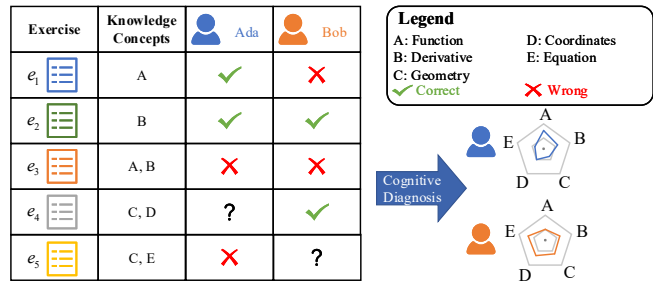 Exercise
Knowledge Concepts
Ada
Bob
e1
A
e2
B
e3
A, B
e4
C, D
?
e5
C, E
?
Legend
A: Function
D: Coordinates
B: Derivative
E: Equation
C: Geometry
Correct
Wrong
Cognitive
Diagnosis
A
B
C
D
E
A
B
C
D
E